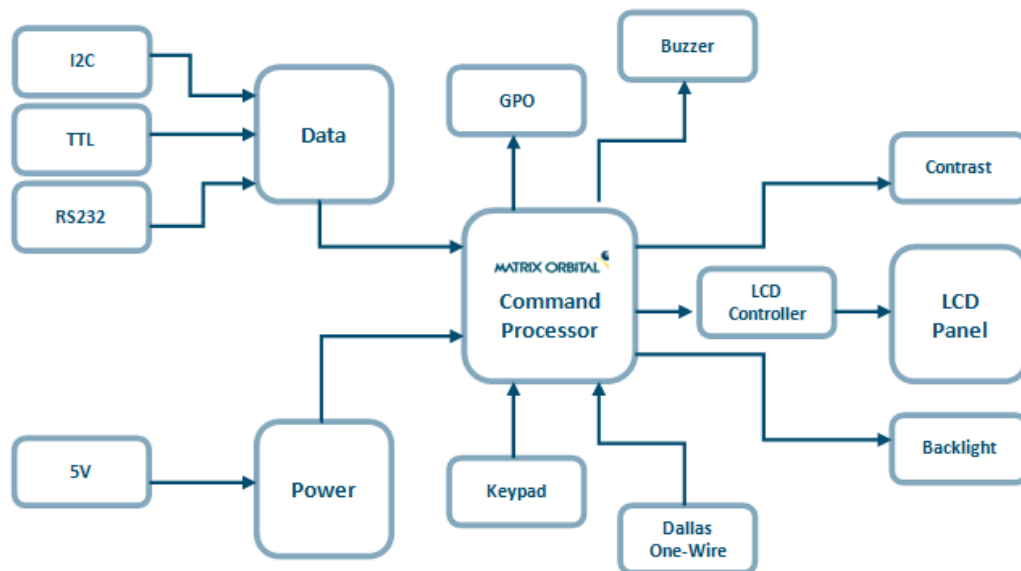 I2C
TTL
RS232
Data
GPO
Buzzer
Contrast
MATRIX ORBITAL
Command
Processor
LCD
Controller
LCD
Panel
5V
Power
Keypad
Dallas
One-Wire
Backlight